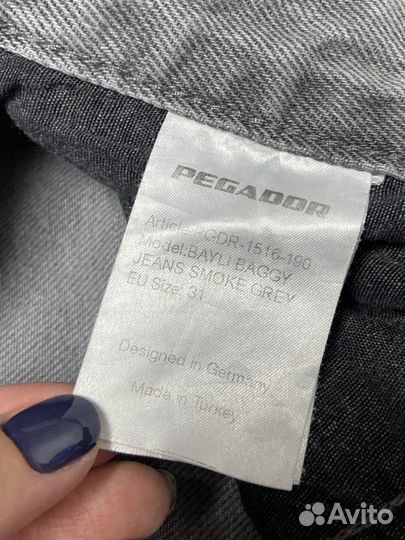 PEGADOR
Article: PGDR-1516-190
Model:BAYLI BAGGY
JEANS SMOKE GREY
EU Size: 31
Designed in Germany
Made in Turkey
Avito